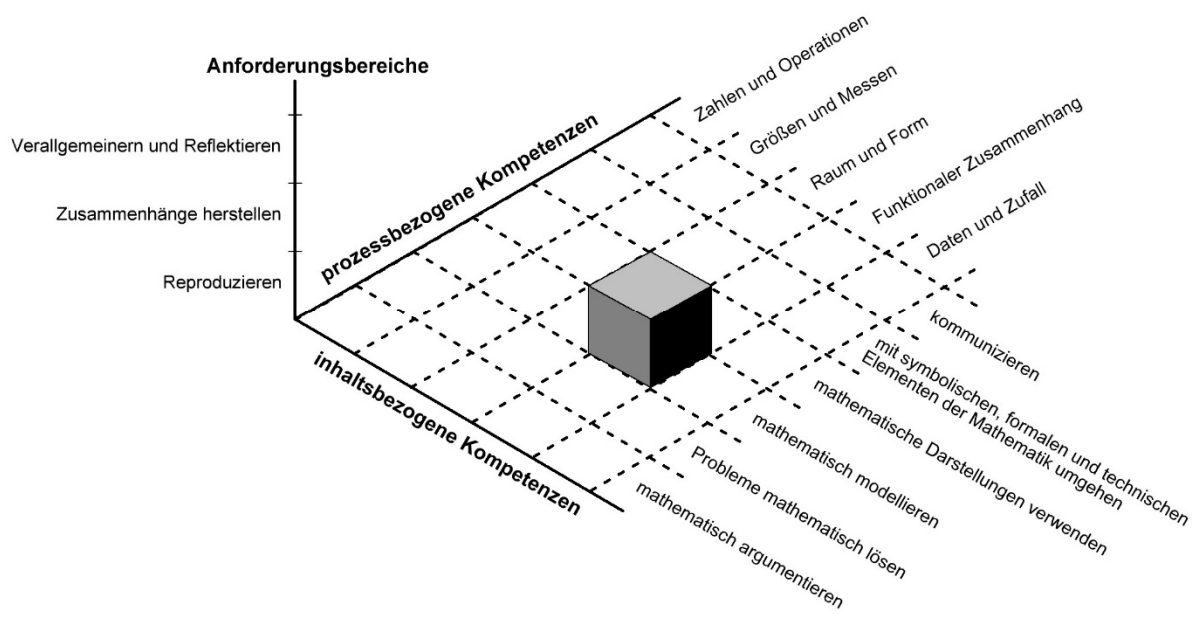 Anforderungsbereiche
Verallgemeinern und Reflektieren
Zusammenhänge herstellen
Reproduzieren
prozessbezogene Kompetenzen
inhaltsbezogene Kompetenzen
Zahlen und Operationen
Größen und Messen
Raum und Form
Funktionaler Zusammenhang
Daten und Zufall
kommunizieren
mit symbolischen, formalen und technischen
Elementen der Mathematik umgehen
mathematische Darstellungen verwenden
mathematisch modellieren
Probleme mathematisch lösen
mathematisch argumentieren